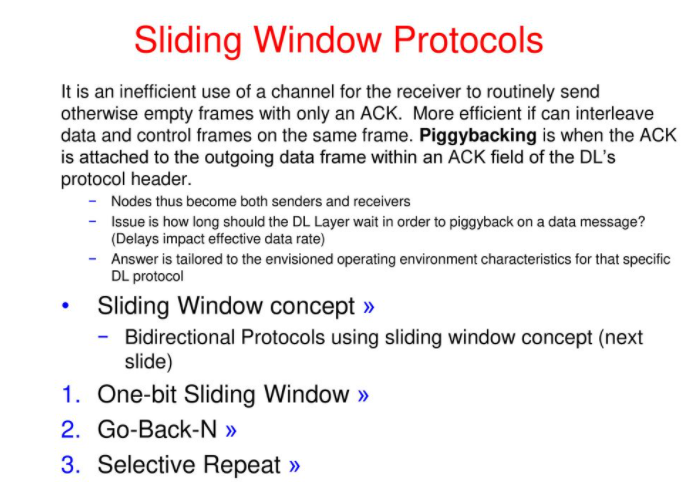 Sliding Window Protocols
It is an inefficient use of a channel for the receiver to routinely send
otherwise empty frames with only an ACK. More efficient if can interleave
data and control frames on the same frame. Piggybacking is when the ACK
is attached to the outgoing data frame within an ACK field of the DL's
protocol header.
– Nodes thus become both senders and receivers
– Issue is how long should the DL Layer wait in order to piggyback on a data message?
(Delays impact effective data rate)
– Answer is tailored to the envisioned operating environment characteristics for that specific
DL protocol
• Sliding Window concept »
– Bidirectional Protocols using sliding window concept (next
slide)
1. One-bit Sliding Window »
2. Go-Back-N »
3. Selective Repeat »